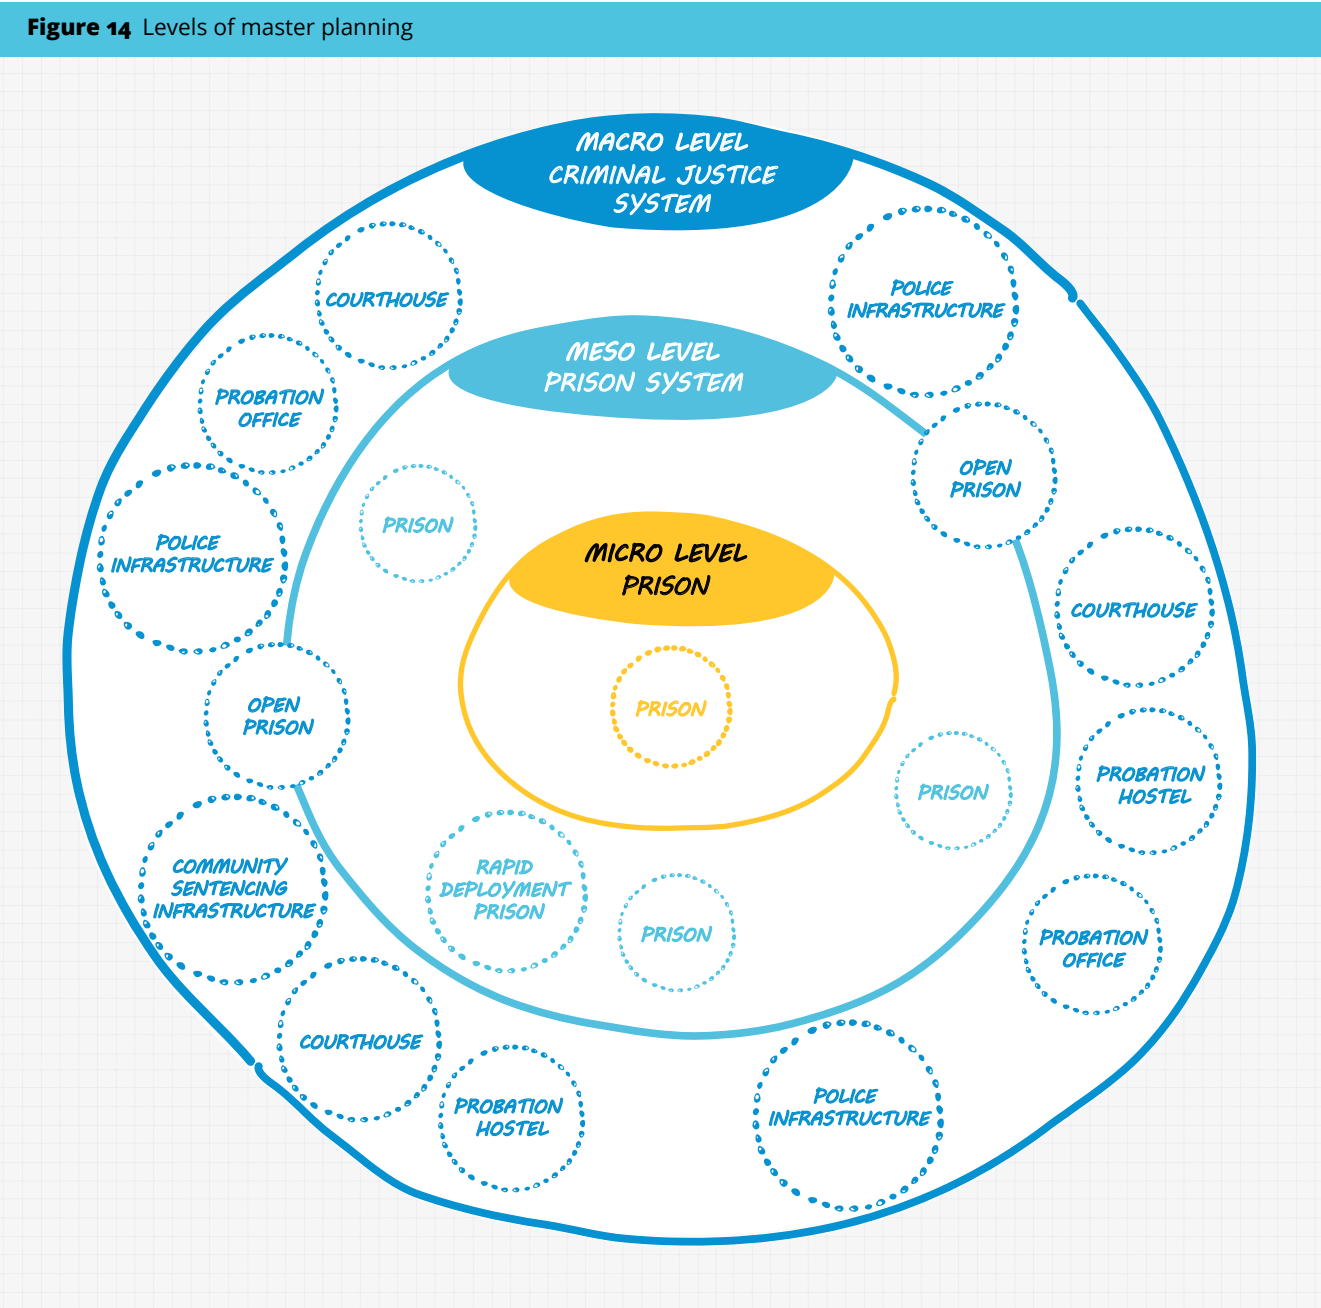 Figure 14 Levels of master planning
MACRO LEVEL
CRIMINAL JUSTICE
SYSTEM
COURTHOUSE
POLICE
INFRASTRUCTURE
PROBATION
OFFICE
MESO LEVEL
PRISON SYSTEM
OPEN
PRISON
PRISON
POLICE
INFRASTRUCTURE
MICRO LEVEL
PRISON
COURTHOUSE
OPEN
PRISON
PRISON
PRISON
PROBATION
HOSTEL
COMMUNITY
SENTENCING
INFRASTRUCTURE
RAPID
DEPLOYMENT
PRISON
PRISON
PROBATION
OFFICE
COURTHOUSE
PROBATION
HOSTEL
POLICE
INFRASTRUCTURE